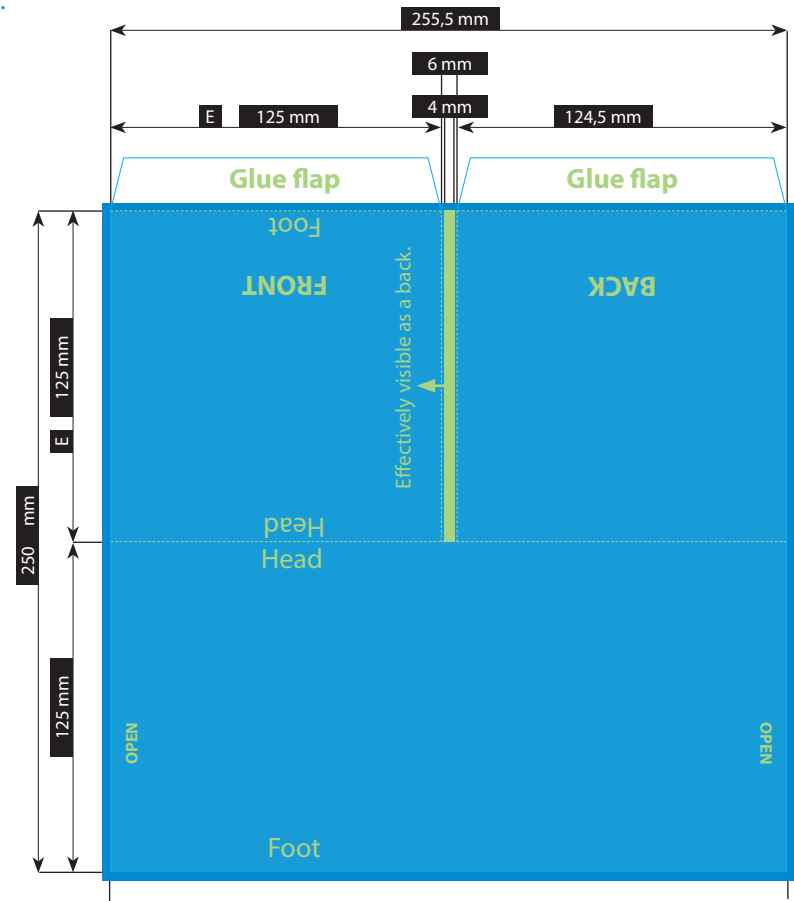 255,5 mm
6 mm
4 mm
E 125 mm
124,5 mm
Glue flap
Glue flap
Foot
FRONT
BACK
Effectively visible as a back.
125 mm
E
250 mm
Head
Head
125 mm
OPEN
OPEN
Foot